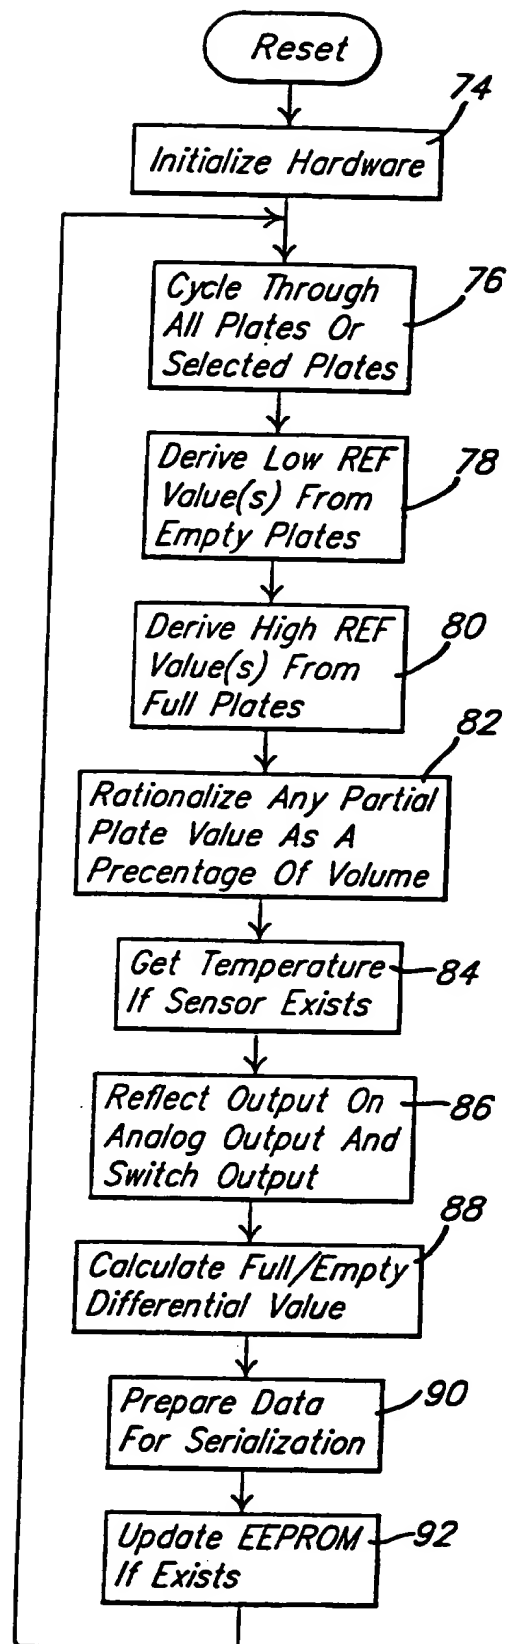 Reset
74
Initialize Hardware
76
Cycle Through
All Plates Or
Selected Plates
78
Derive Low REF
Value(s) From
Empty Plates
80
Derive High REF
Value(s) From
Full Plates
82
Rationalize Any Partial
Plate Value As A
Precentage Of Volume
Get Temperature 84
If Sensor Exists
Reflect Output On 86
Analog Output And
Switch Output
88
Calculate Full/Empty
Differential Value
Prepare Data 90
For Serialization
Update EEPROM 92
If Exists